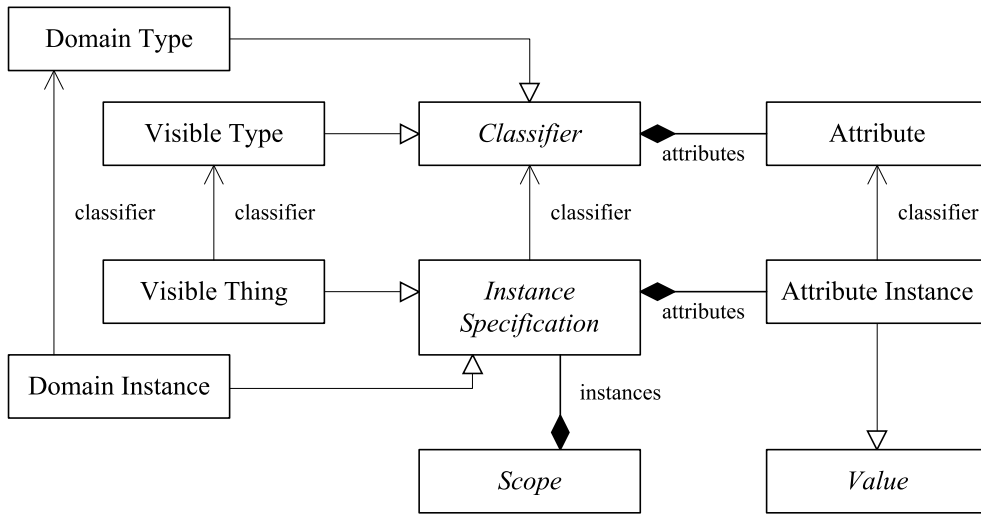 Domain Type
Visible Type
Classifier
Attribute
attributes
classifier
classifier
classifier
classifier
Visible Thing
Instance
Specification
Attribute Instance
attributes
Domain Instance
instances
Scope
Value